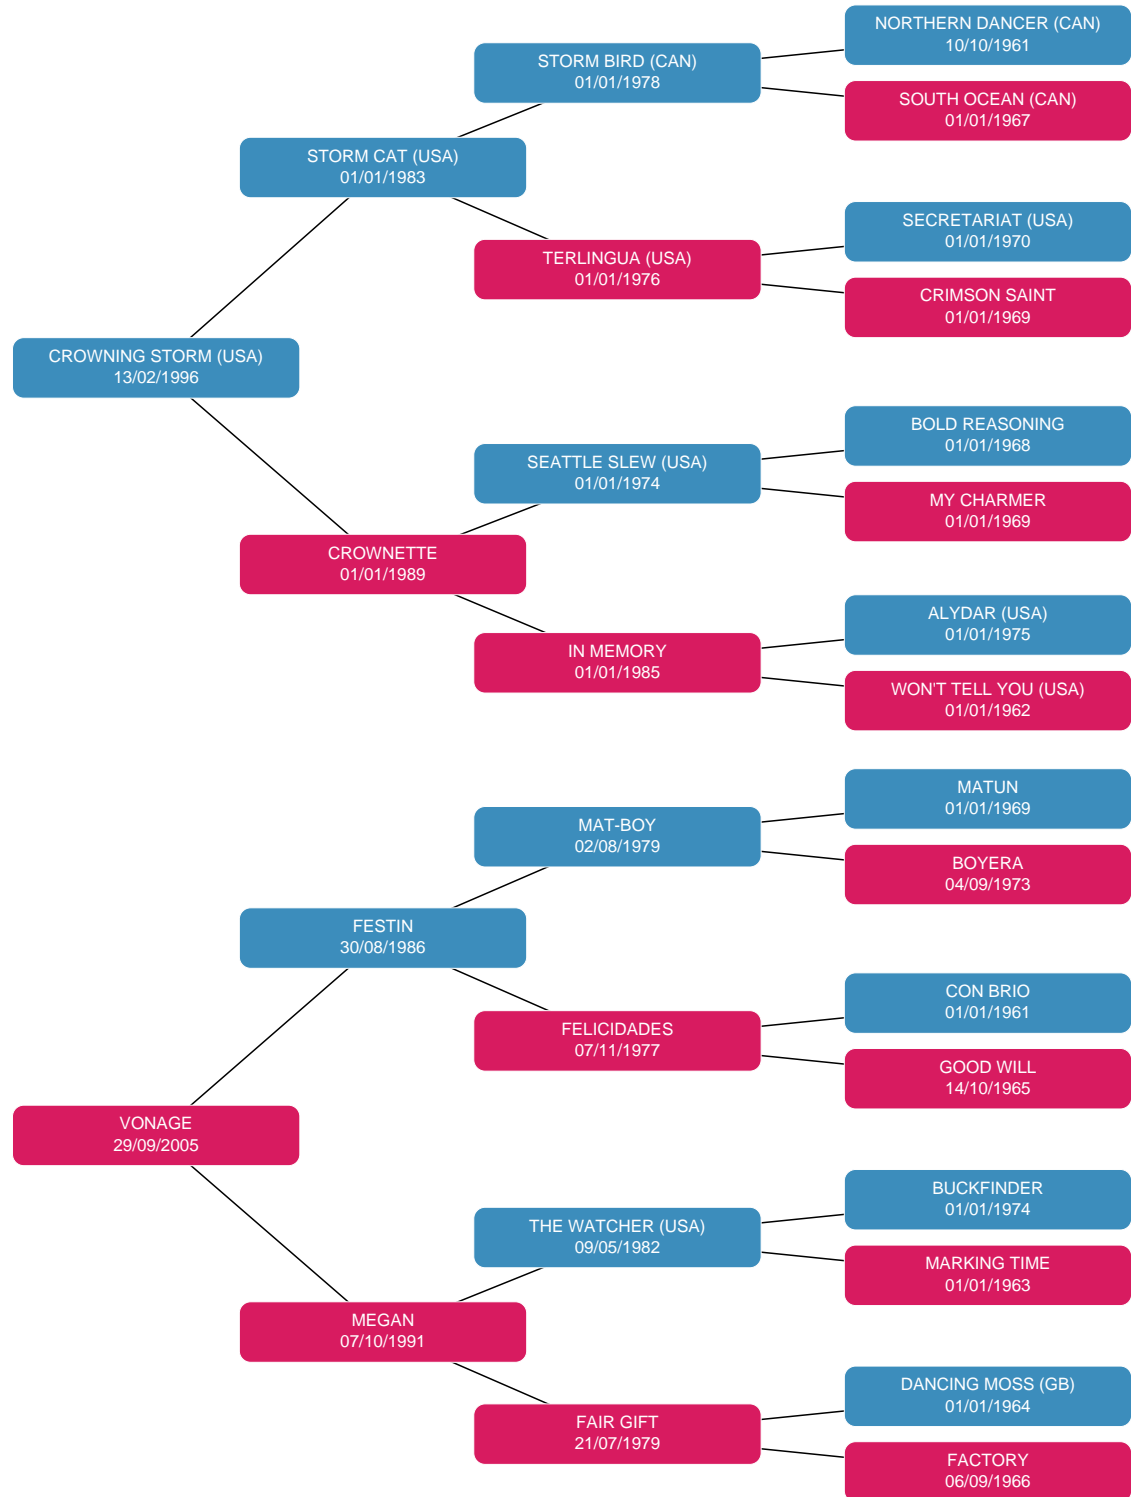 NORTHERN DANCER (CAN)
10/10/1961
STORM BIRD (CAN)
01/01/1978
SOUTH OCEAN (CAN)
01/01/1967
STORM CAT (USA)
01/01/1983
SECRETARIAT (USA)
01/01/1970
TERLINGUA (USA)
01/01/1976
CRIMSON SAINT
01/01/1969
CROWNING STORM (USA)
13/02/1996
BOLD REASONING
01/01/1968
SEATTLE SLEW (USA)
01/01/1974
MY CHARMER
01/01/1969
CROWNETTE
01/01/1989
ALYDAR (USA)
01/01/1975
IN MEMORY
01/01/1985
WON'T TELL YOU (USA)
01/01/1962
MATUN
01/01/1969
MAT-BOY
02/08/1979
BOYERA
04/09/1973
FESTIN
30/08/1986
CON BRIO
01/01/1961
FELICIDADES
07/11/1977
GOOD WILL
14/10/1965
VONAGE
29/09/2005
BUCKFINDER
01/01/1974
THE WATCHER (USA)
09/05/1982
MARKING TIME
01/01/1963
MEGAN
07/10/1991
DANCING MOSS (GB)
01/01/1964
FAIR GIFT
21/07/1979
FACTORY
06/09/1966